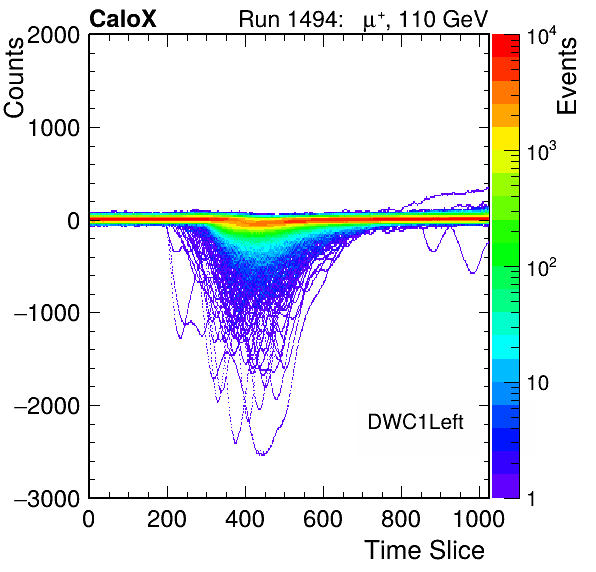 CaloX Run 1494: μ⁺, 110 GeV
Counts
Events
2000
1000
0
−1000
−2000
−3000
10⁴
10³
10²
10
1
DWC1Left
0 200 400 600 800 1000
Time Slice